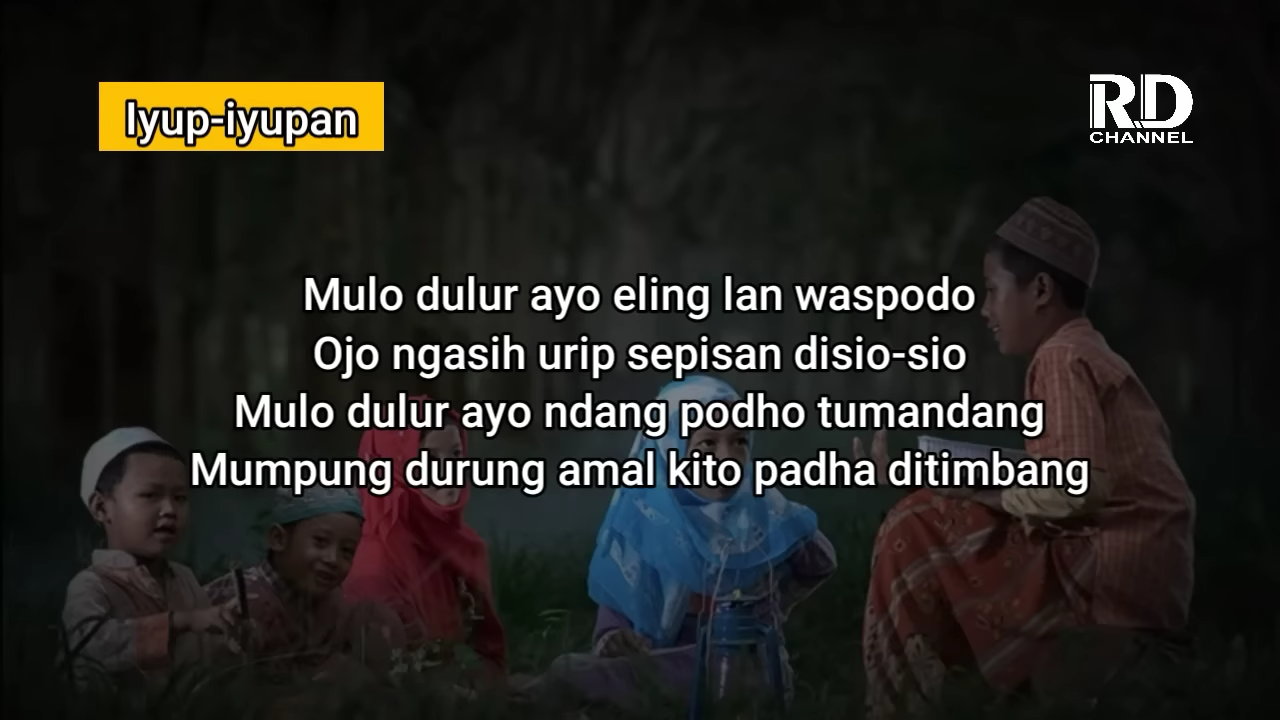 Iyup-iyupan
RD
CHANNEL
Mulo dulur ayo eling lan waspodo
Ojo ngasih urip sepisan disio-sio
Mulo dulur ayo ndang podho tumandang
Mumpung durung amal kito padha ditimbang